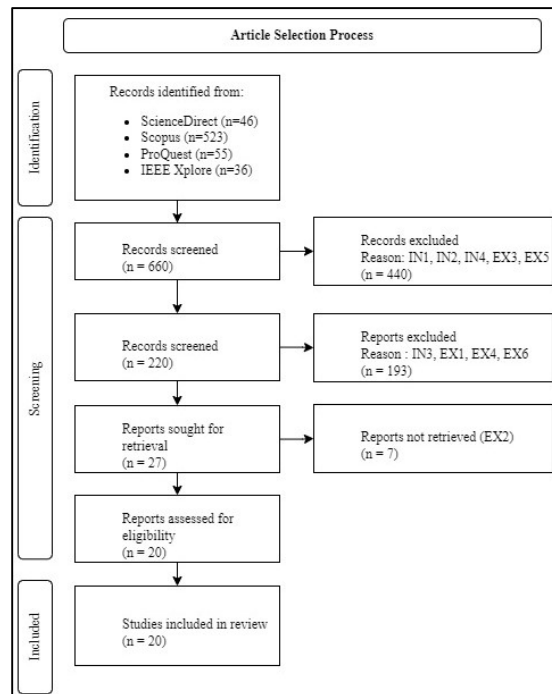 Article Selection Process
Identification
Records identified from:
• ScienceDirect (n=46)
• Scopus (n=523)
• ProQuest (n=55)
• IEEE Xplore (n=36)
Screening
Records screened
(n = 660)
Records excluded
Reason: IN1, IN2, IN4, EX3, EX5
(n = 440)
Records screened
(n = 220)
Reports excluded
Reason : IN3, EX1, EX4, EX6
(n = 193)
Reports sought for
retrieval
(n = 27)
Reports not retrieved (EX2)
(n = 7)
Reports assessed for
eligibility
(n = 20)
Included
Studies included in review
(n = 20)